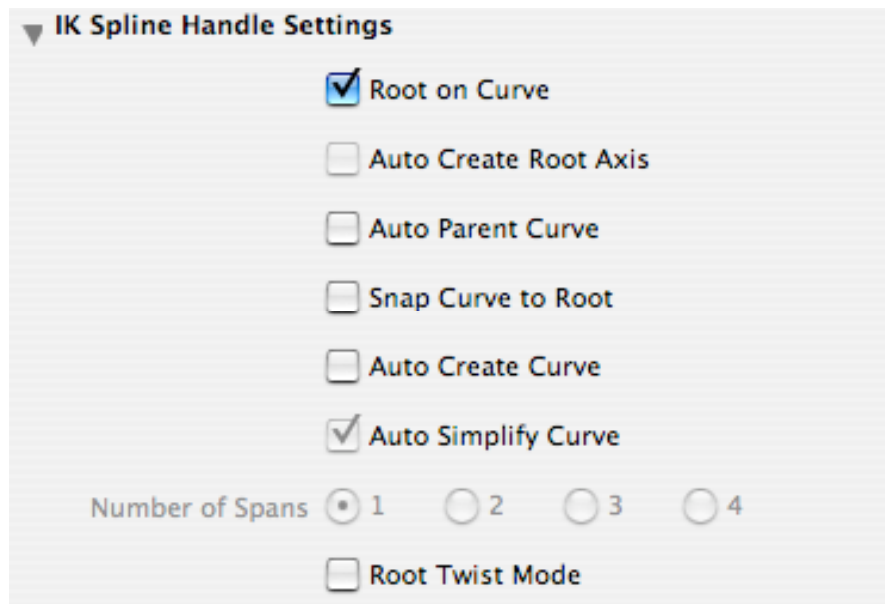 IK Spline Handle Settings
Root on Curve
Auto Create Root Axis
Auto Parent Curve
Snap Curve to Root
Auto Create Curve
Auto Simplify Curve
Number of Spans 1 2 3 4
Root Twist Mode